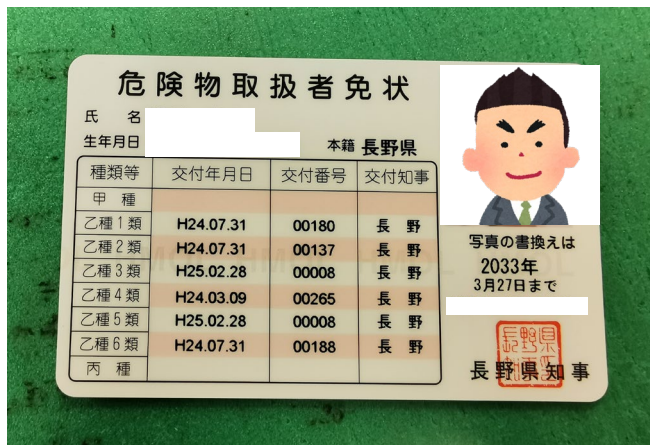 危険物取扱者免状
氏 名
生年月日
本籍 長野県
種類等 交付年月日 交付番号 交付知事
甲 種
乙種1類 H24.07.31 00180 長 野
乙種2類 H24.07.31 00137 長 野
乙種3類 H25.02.28 00008 長 野
乙種4類 H24.03.09 00265 長 野
乙種5類 H25.02.28 00008 長 野
乙種6類 H24.07.31 00188 長 野
丙 種
写真の書換えは
2033年
3月27日まで
長野県知事